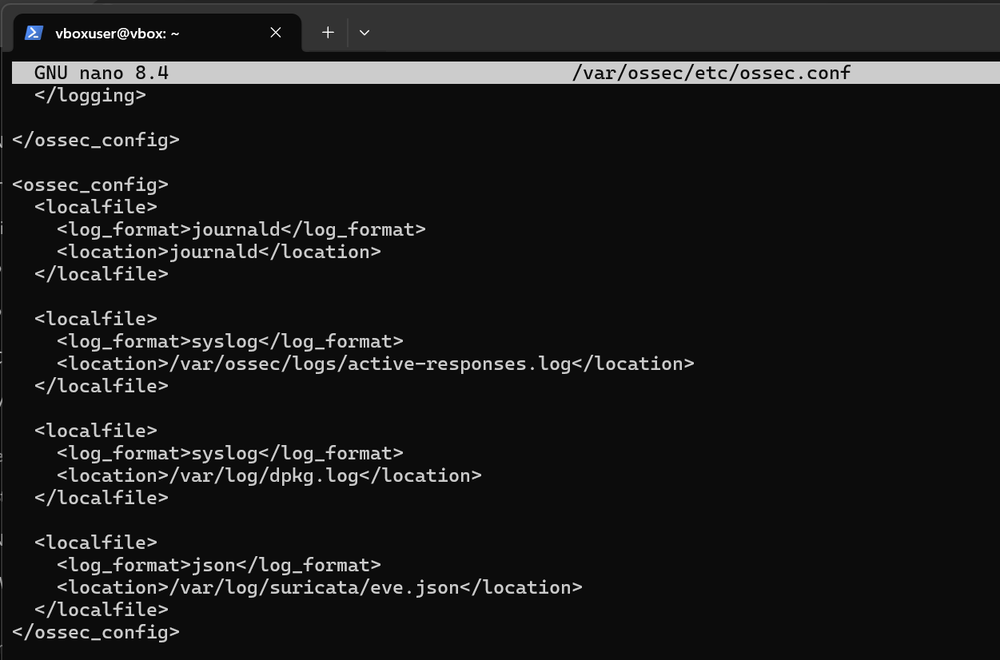 vboxuser@vbox: ~
GNU nano 8.4 /var/ossec/etc/ossec.conf
</logging>
</ossec_config>
<ossec_config>
<localfile>
<log_format>journald</log_format>
<location>journald</location>
</localfile>
<localfile>
<log_format>syslog</log_format>
<location>/var/ossec/logs/active-responses.log</location>
</localfile>
<localfile>
<log_format>syslog</log_format>
<location>/var/log/dpkg.log</location>
</localfile>
<localfile>
<log_format>json</log_format>
<location>/var/log/suricata/eve.json</location>
</localfile>
</ossec_config>